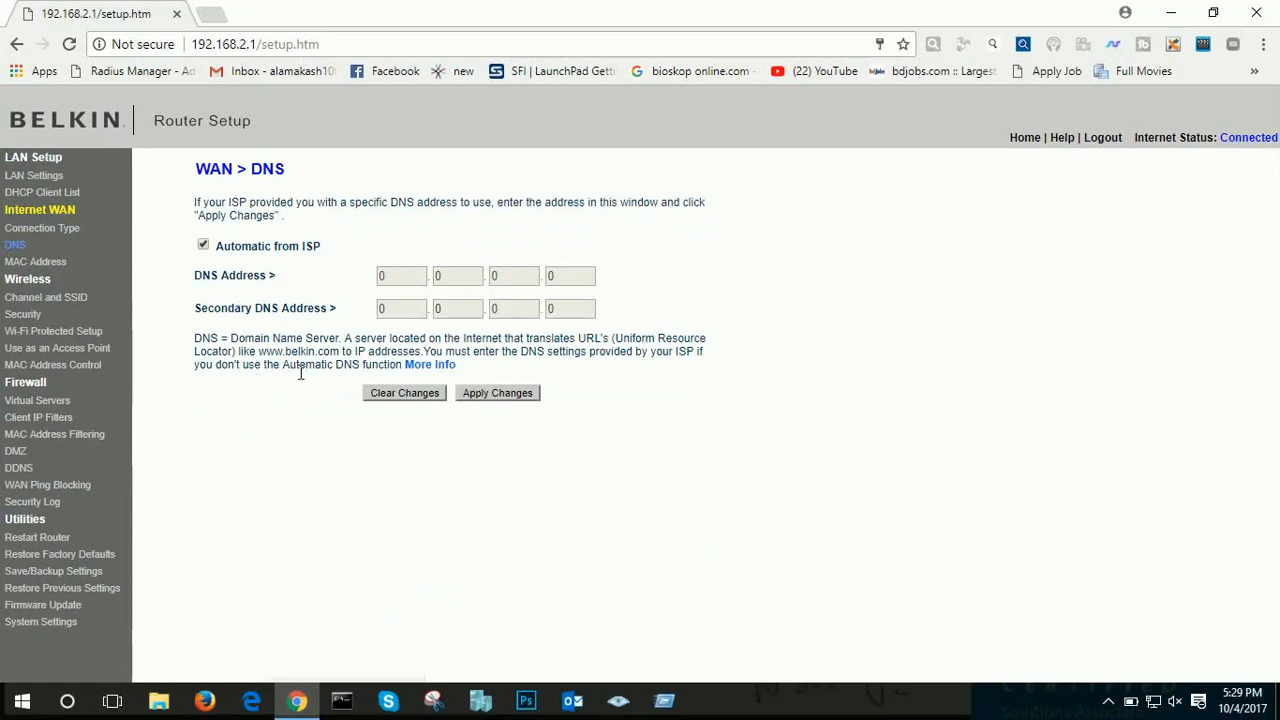 192.168.2.1/setup.htm
Not secure 192.168.2.1/setup.htm
Apps Radius Manager - Ad Inbox - alamakash100 Facebook new SFI | LaunchPad Getti bioskop online.com - (22) YouTube bdjobs.com :: Largest Apply Job Full Movies »
BELKIN. Router Setup
Home | Help | Logout Internet Status: Connected
LAN Setup
LAN Settings
DHCP Client List
Internet WAN
Connection Type
DNS
MAC Address
Wireless
Channel and SSID
Security
Wi-Fi Protected Setup
Use as an Access Point
MAC Address Control
Firewall
Virtual Servers
Client IP Filters
MAC Address Filtering
DMZ
DDNS
WAN Ping Blocking
Security Log
Utilities
Restart Router
Restore Factory Defaults
Save/Backup Settings
Restore Previous Settings
Firmware Update
System Settings
WAN > DNS
If your ISP provided you with a specific DNS address to use, enter the address in this window and click
"Apply Changes" .
Automatic from ISP
DNS Address > 0 . 0 . 0 . 0
Secondary DNS Address > 0 . 0 . 0 . 0
DNS = Domain Name Server. A server located on the Internet that translates URL's (Uniform Resource
Locator) like www.belkin.com to IP addresses.You must enter the DNS settings provided by your ISP if
you don't use the Automatic DNS function More Info
Clear Changes Apply Changes
5:29 PM
10/4/2017